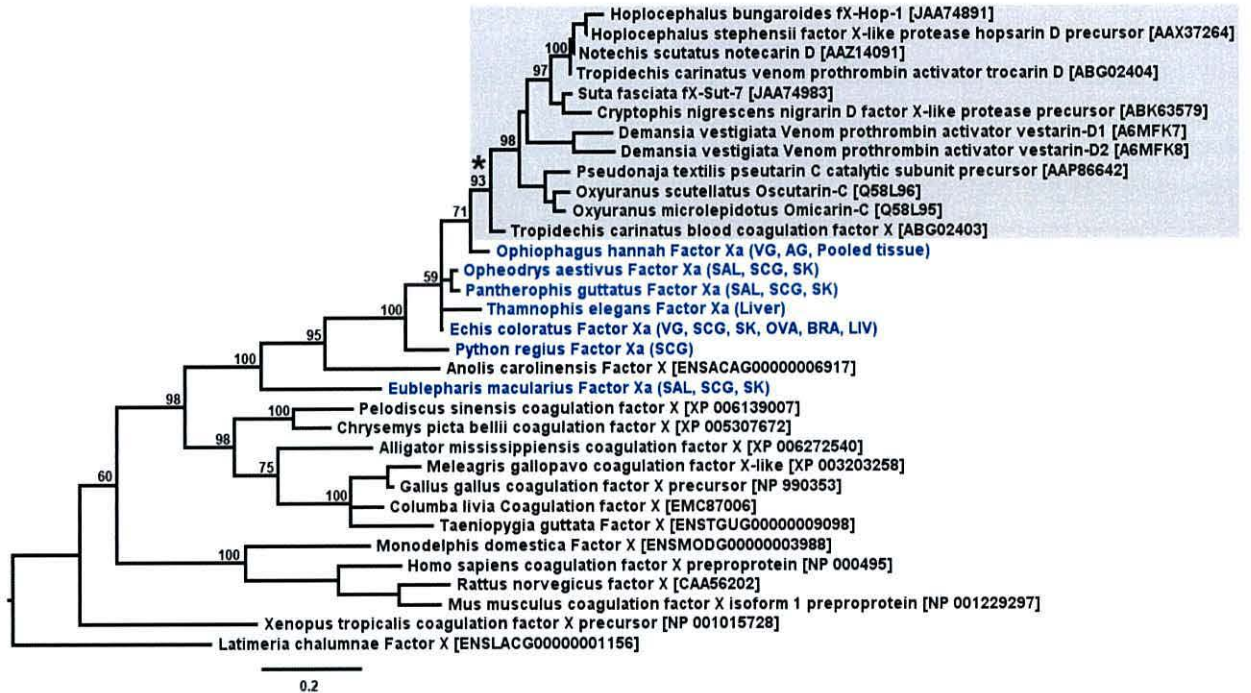 Hoplocephalus bungaroides fX-Hop-1 [JAA74891]
Hoplocephalus stephensii factor X-like protease hopsarin D precursor [AAX37264]
100
Notechis scutatus notecarin D [AAZ14091]
97
Tropidechis carinatus venom prothrombin activator trocarin D [ABG02404]
Suta fasciata fX-Sut-7 [JAA74983]
Cryptophis nigrescens nigrarin D factor X-like protease precursor [ABK63579]
Demansia vestigiata Venom prothrombin activator vestarin-D1 [A6MFK7]
98
Demansia vestigiata Venom prothrombin activator vestarin-D2 [A6MFK8]
*
Pseudonaja textilis pseutarin C catalytic subunit precursor [AAP86642]
93
Oxyuranus scutellatus Oscutarin-C [Q58L96]
71
Oxyuranus microlepidotus Omicarin-C [Q58L95]
Tropidechis carinatus blood coagulation factor X [ABG02403]
Ophiophagus hannah Factor Xa (VG, AG, Pooled tissue)
59
Opheodrys aestivus Factor Xa (SAL, SCG, SK)
Pantherophis guttatus Factor Xa (SAL, SCG, SK)
100
Thamnophis elegans Factor Xa (Liver)
Echis coloratus Factor Xa (VG, SCG, SK, OVA, BRA, LIV)
95
Python regius Factor Xa (SCG)
100
Anolis carolinensis Factor X [ENSACAG00000006917]
Eublepharis macularius Factor Xa (SAL, SCG, SK)
98
100
Pelodiscus sinensis coagulation factor X [XP 006139007]
Chrysemys picta bellii coagulation factor X [XP 005307672]
98
Alligator mississippiensis coagulation factor X [XP 006272540]
75
Meleagris gallopavo coagulation factor X-like [XP 003203258]
60
Gallus gallus coagulation factor X precursor [NP 990353]
100
Columba livia Coagulation factor X [EMC87006]
Taeniopygia guttata Factor X [ENSTGUG00000009098]
100
Monodelphis domestica Factor X [ENSMODG00000003988]
Homo sapiens coagulation factor X preproprotein [NP 000495]
Rattus norvegicus factor X [CAA56202]
Mus musculus coagulation factor X isoform 1 preproprotein [NP 001229297]
Xenopus tropicalis coagulation factor X precursor [NP 001015728]
Latimeria chalumnae Factor X [ENSLACG00000001156]
0.2